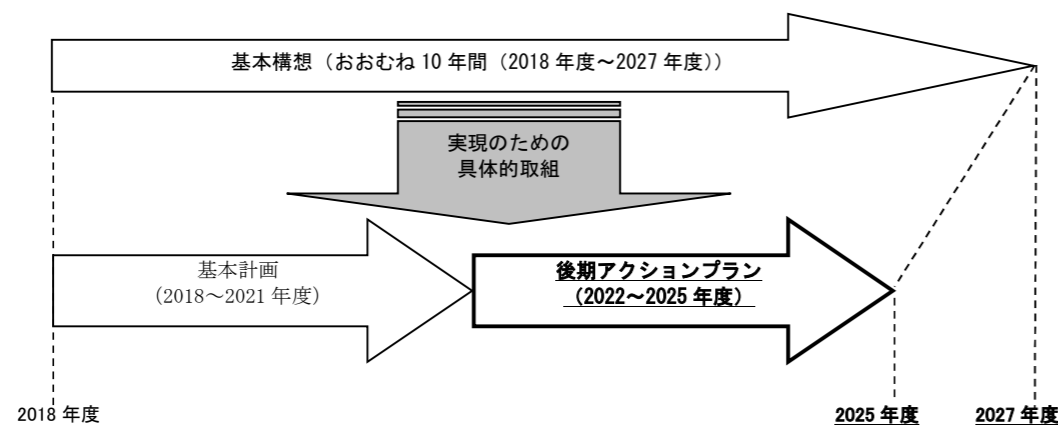 基本構想（おおむね 10 年間（2018 年度～2027 年度））
実現のための
具体的取組
基本計画
（2018～2021 年度）
後期アクションプラン
（2022～2025 年度）
2018 年度
2025 年度
2027 年度